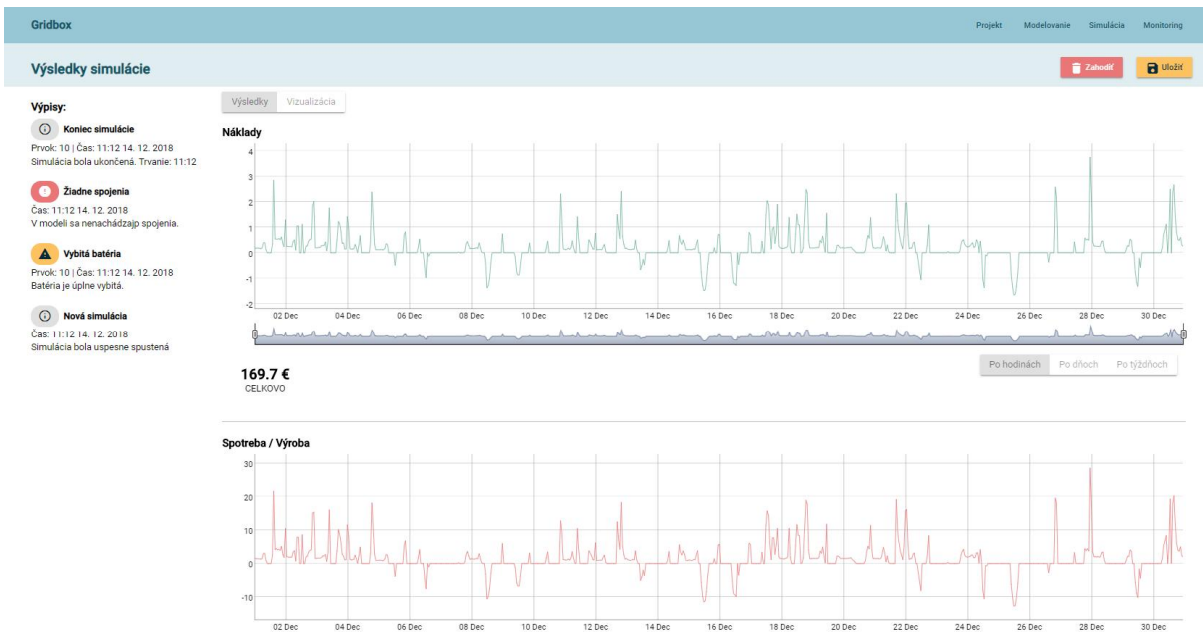 Gridbox
Projekt Modelovanie Simulácia Monitoring
Výsledky simulácie
Zahodiť Uložiť
Výpisy:
Koniec simulácie
Prvok: 10 | Čas: 11:12 14. 12. 2018
Simulácia bola ukončená. Trvanie: 11:12
Žiadne spojenia
Čas: 11:12 14. 12. 2018
V modeli sa nenachádzajp spojenia.
Vybitá batéria
Prvok: 10 | Čas: 11:12 14. 12. 2018
Batéria je úplne vybitá.
Nová simulácia
Čas: 11:12 14. 12. 2018
Simulácia bola uspesne spustená
Výsledky Vizualizácia
Náklady
4
3
2
1
0
-1
-2
02 Dec 04 Dec 06 Dec 08 Dec 10 Dec 12 Dec 14 Dec 16 Dec 18 Dec 20 Dec 22 Dec 24 Dec 26 Dec 28 Dec 30 Dec
169.7 €
CELKOVO
Po hodinách Po dňoch Po týždňoch
Spotreba / Výroba
30
20
10
0
-10
02 Dec 04 Dec 06 Dec 08 Dec 10 Dec 12 Dec 14 Dec 16 Dec 18 Dec 20 Dec 22 Dec 24 Dec 26 Dec 28 Dec 30 Dec